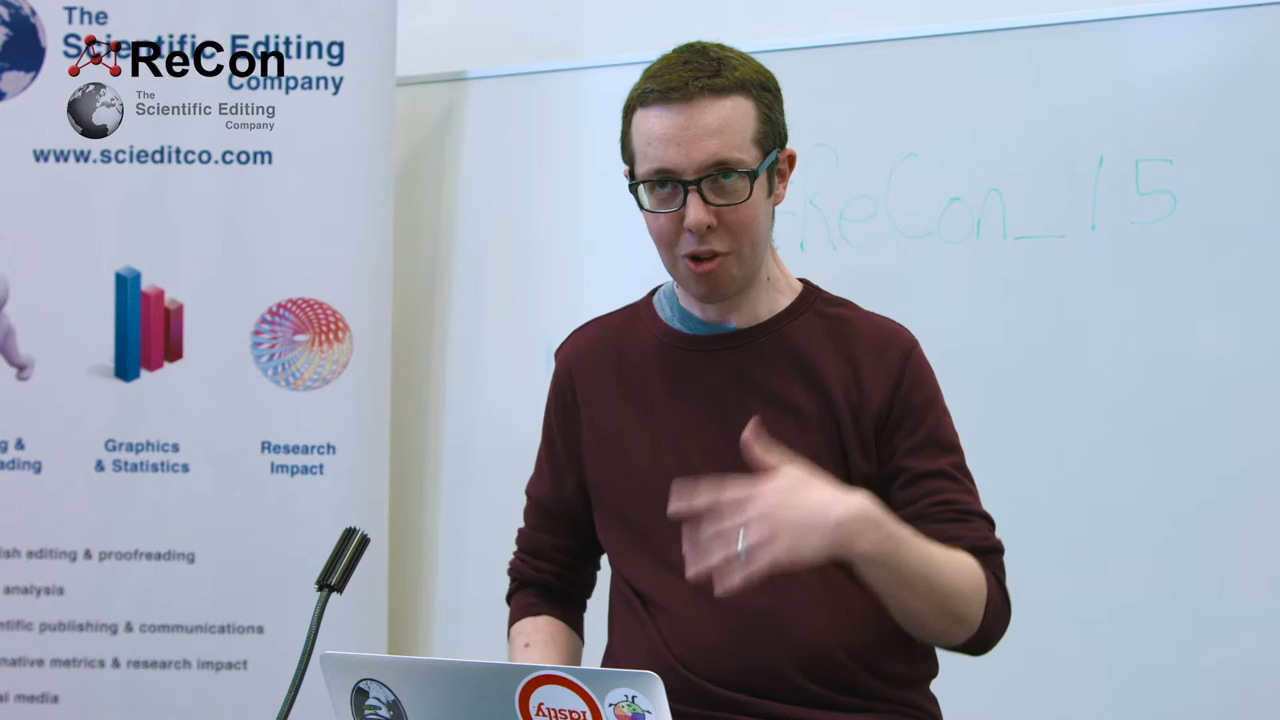 The
Scientific Editing
Company
ReCon
The
Scientific Editing
Company
www.scieditco.com
#ReCon_15
g &
ading
Graphics
& Statistics
Research
Impact
ish editing & proofreading
analysis
ntific publishing & communications
native metrics & research impact
al media
fastly